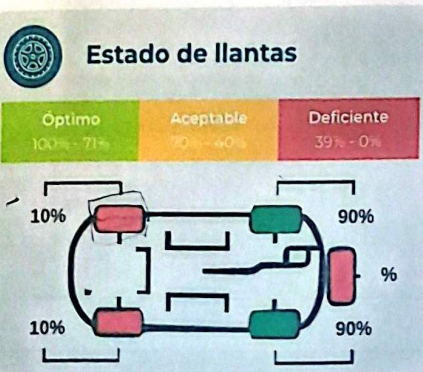 Estado de llantas
Óptimo
100% - 71%
Aceptable
70% - 40%
Deficiente
39% - 0%
10%
90%
%
10%
90%